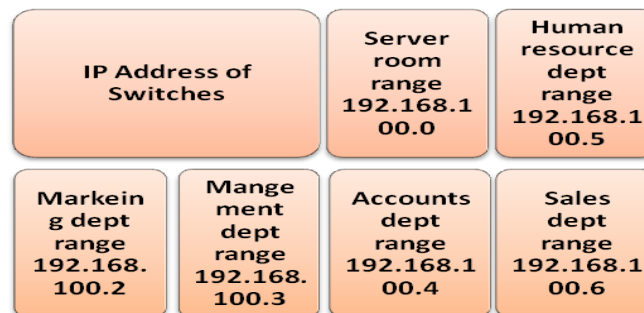 IP Address of
Switches
Server
room
range
192.168.1
00.0
Human
resource
dept
range
192.168.1
00.5
Markein
g dept
range
192.168.
100.2
Mange
ment
dept
range
192.168.
100.3
Accounts
dept
range
192.168.1
00.4
Sales
dept
range
192.168.1
00.6